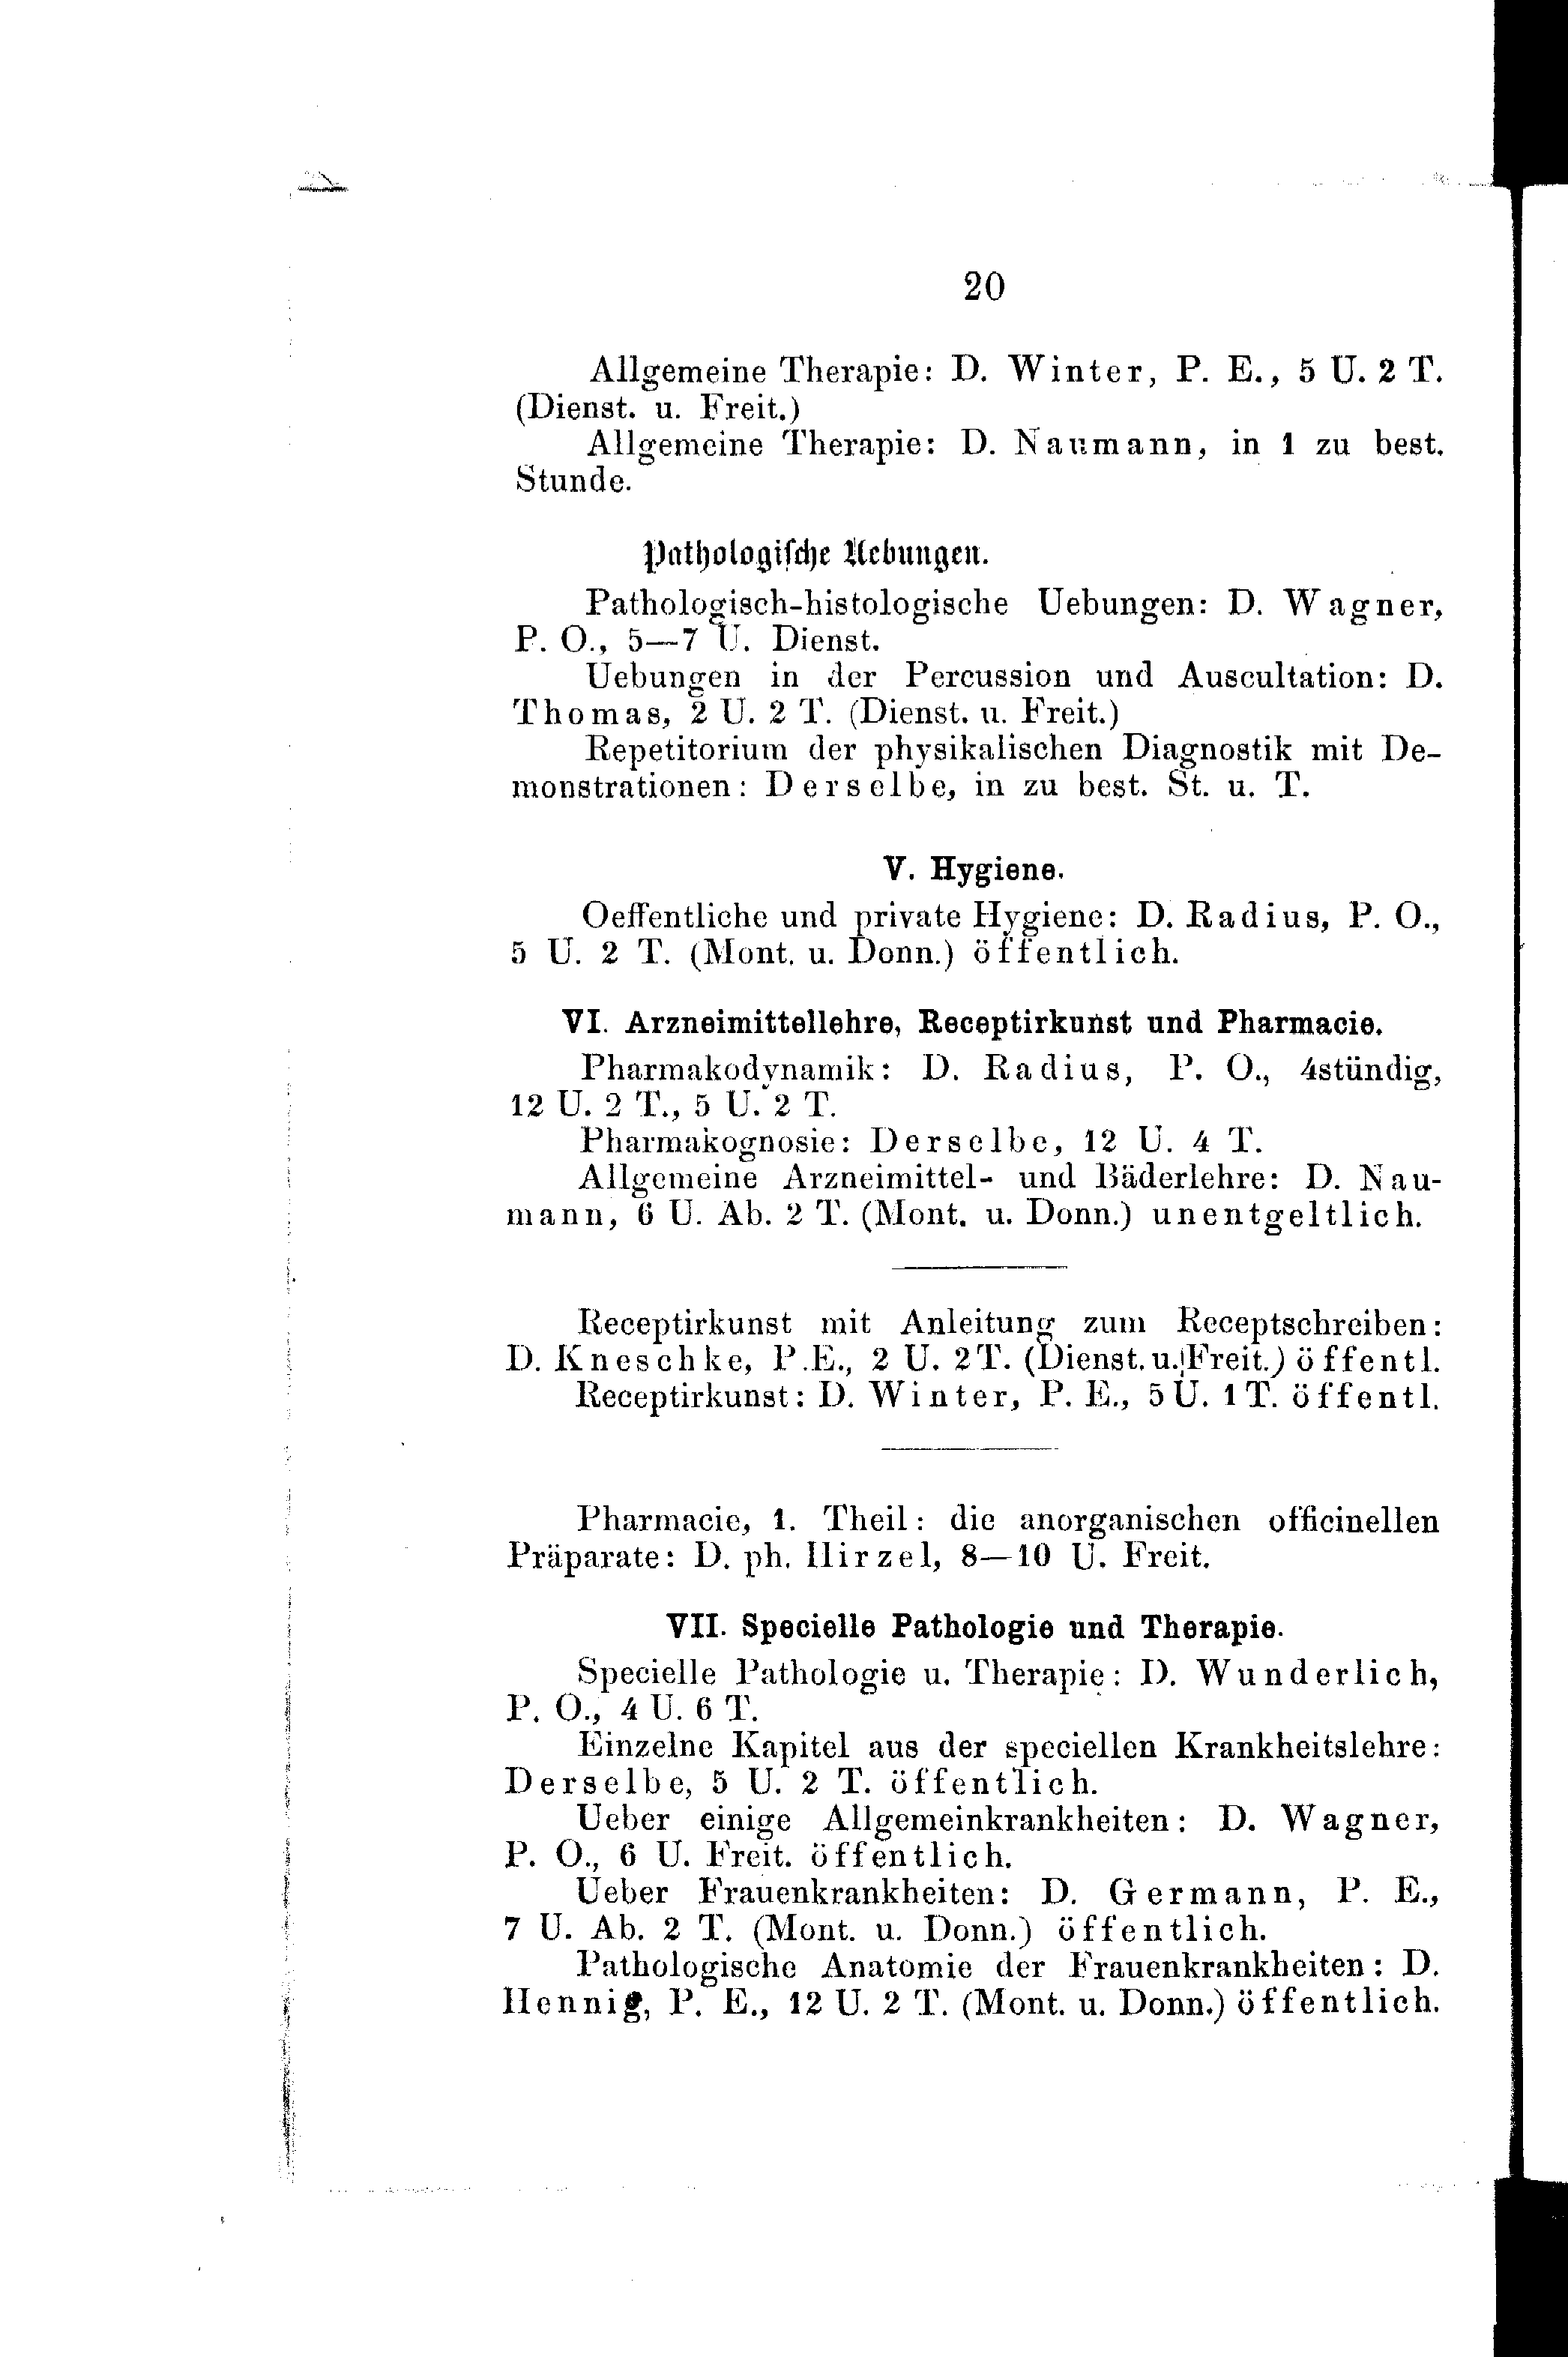 20
Allgemeine Therapie: D. Winter, P. E., 5 U. 2 T.
(Dienst. u. Freit.)
Allgemeine Therapie: D. Naumann, in 1 zu best.
Stunde.
Pathologische Uebungen.
Pathologisch-histologische Uebungen: D. Wagner,
P. O., 5—7 U. Dienst.
Uebungen in der Percussion und Auscultation: D.
Thomas, 2 U. 2 T. (Dienst. u. Freit.)
Repetitorium der physikalischen Diagnostik mit De-
monstrationen: Derselbe, in zu best. St. u. T.
V. Hygiene.
Oeffentliche und private Hygiene: D. Radius, P. O.,
5 U. 2 T. (Mont. u. Donn.) öffentlich.
VI. Arzneimittellehre, Receptirkunst und Pharmacie.
Pharmakodynamik: D. Radius, P. O., 4stündig,
12 U. 2 T., 5 U. 2 T.
Pharmakognosie: Derselbe, 12 U. 4 T.
Allgemeine Arzneimittel- und Bäderlehre: D. Nau-
mann, 6 U. Ab. 2 T. (Mont. u. Donn.) unentgeltlich.
Receptirkunst mit Anleitung zum Receptschreiben:
D. Kneschke, P. E., 2 U. 2 T. (Dienst. u. Freit.) öffentl.
Receptirkunst: D. Winter, P. E., 5 U. 1 T. öffentl.
Pharmacie, 1. Theil: die anorganischen officinellen
Präparate: D. ph. Hirzel, 8—10 U. Freit.
VII. Specielle Pathologie und Therapie.
Specielle Pathologie u. Therapie: D. Wunderlich,
P. O., 4 U. 6 T.
Einzelne Kapitel aus der speciellen Krankheitslehre:
Derselbe, 5 U. 2 T. öffentlich.
Ueber einige Allgemeinkrankheiten: D. Wagner,
P. O., 6 U. Freit. öffentlich.
Ueber Frauenkrankheiten: D. Germann, P. E.,
7 U. Ab. 2 T. (Mont. u. Donn.) öffentlich.
Pathologische Anatomie der Frauenkrankheiten: D.
Hennig, P. E., 12 U. 2 T. (Mont. u. Donn.) öffentlich.